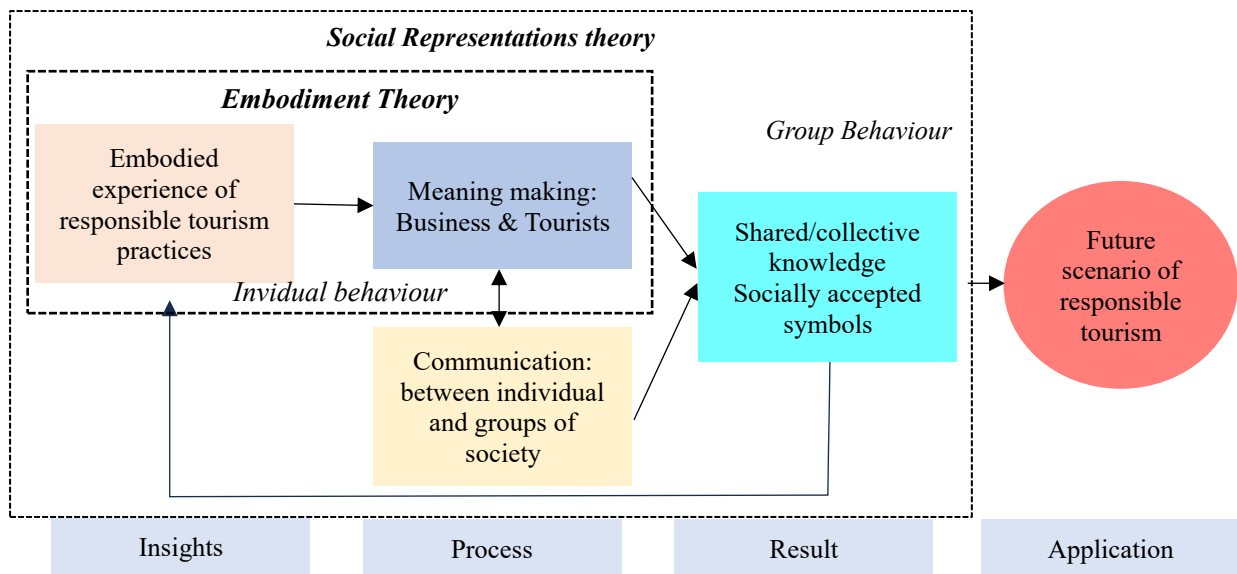 Social Representations theory
Embodiment Theory
Group Behaviour
Embodied
experience of
responsible tourism
practices
Meaning making:
Business & Tourists
Invidual behaviour
Communication:
between individual
and groups of
society
Shared/collective
knowledge
Socially accepted
symbols
Future
scenario of
responsible
tourism
Insights
Process
Result
Application